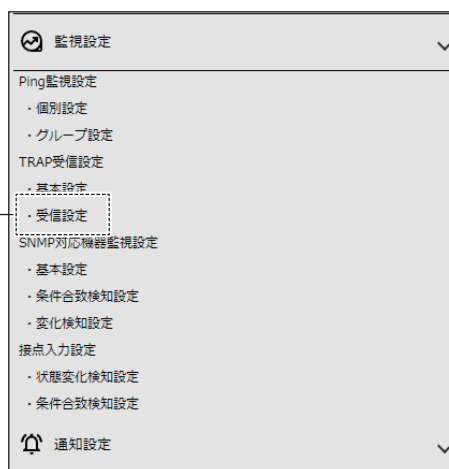 監視設定
Ping監視設定
・個別設定
・グループ設定
TRAP受信設定
・基本設定
・受信設定
SNMP対応機器監視設定
・基本設定
・条件合致検知設定
・変化検知設定
接点入力設定
・状態変化検知設定
・条件合致検知設定
通知設定